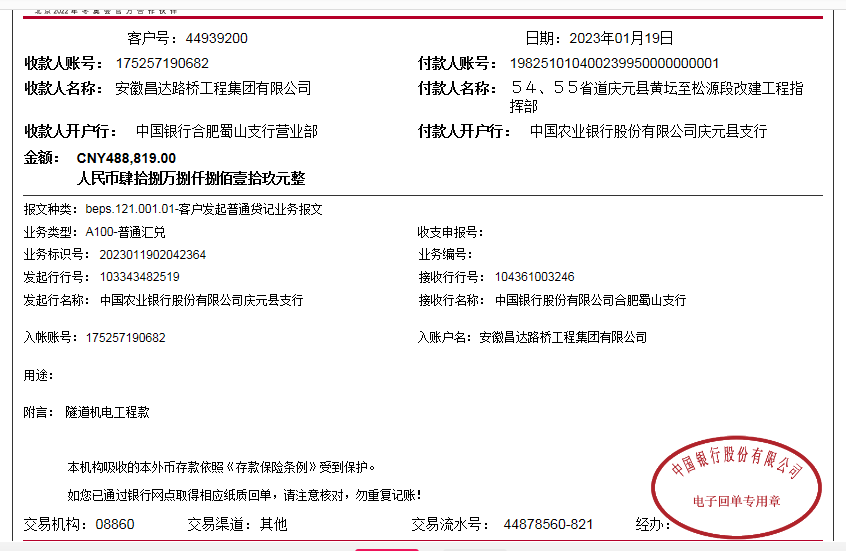 北京2022年冬奥会官方合作伙伴
客户号：44939200 日期：2023年01月19日
收款人账号：175257190682 付款人账号：19825101040023995000000000­1
收款人名称：安徽昌达路桥工程集团有限公司 付款人名称：５４、５５省道庆元县黄坛至松源段改建工程指
挥部
收款人开户行：中国银行合肥蜀山支行营业部 付款人开户行：中国农业银行股份有限公司庆元县支行
金额：CNY488,819.00
人民币肆拾捌万捌仟捌佰壹拾玖元整
报文种类：beps.121.001.01-客户发起普通贷记业务报文
业务类型：A100-普通汇兑 收支申报号：
业务标识号：2023011902042364 业务编号：
发起行行号：103343482519 接收行行号：104361003246
发起行名称：中国农业银行股份有限公司庆元县支行 接收行名称：中国银行股份有限公司合肥蜀山支行
入帐账号：175257190682 入账户名：安徽昌达路桥工程集团有限公司
用途：
附言：隧道机电工程款
本机构吸收的本外币存款依照《存款保险条例》受到保护。
如您已通过银行网点取得相应纸质回单，请注意核对，勿重复记账！
中国银行股份有限公司
电子回单专用章
交易机构：08860 交易渠道：其他 交易流水号：44878560-821 经办：